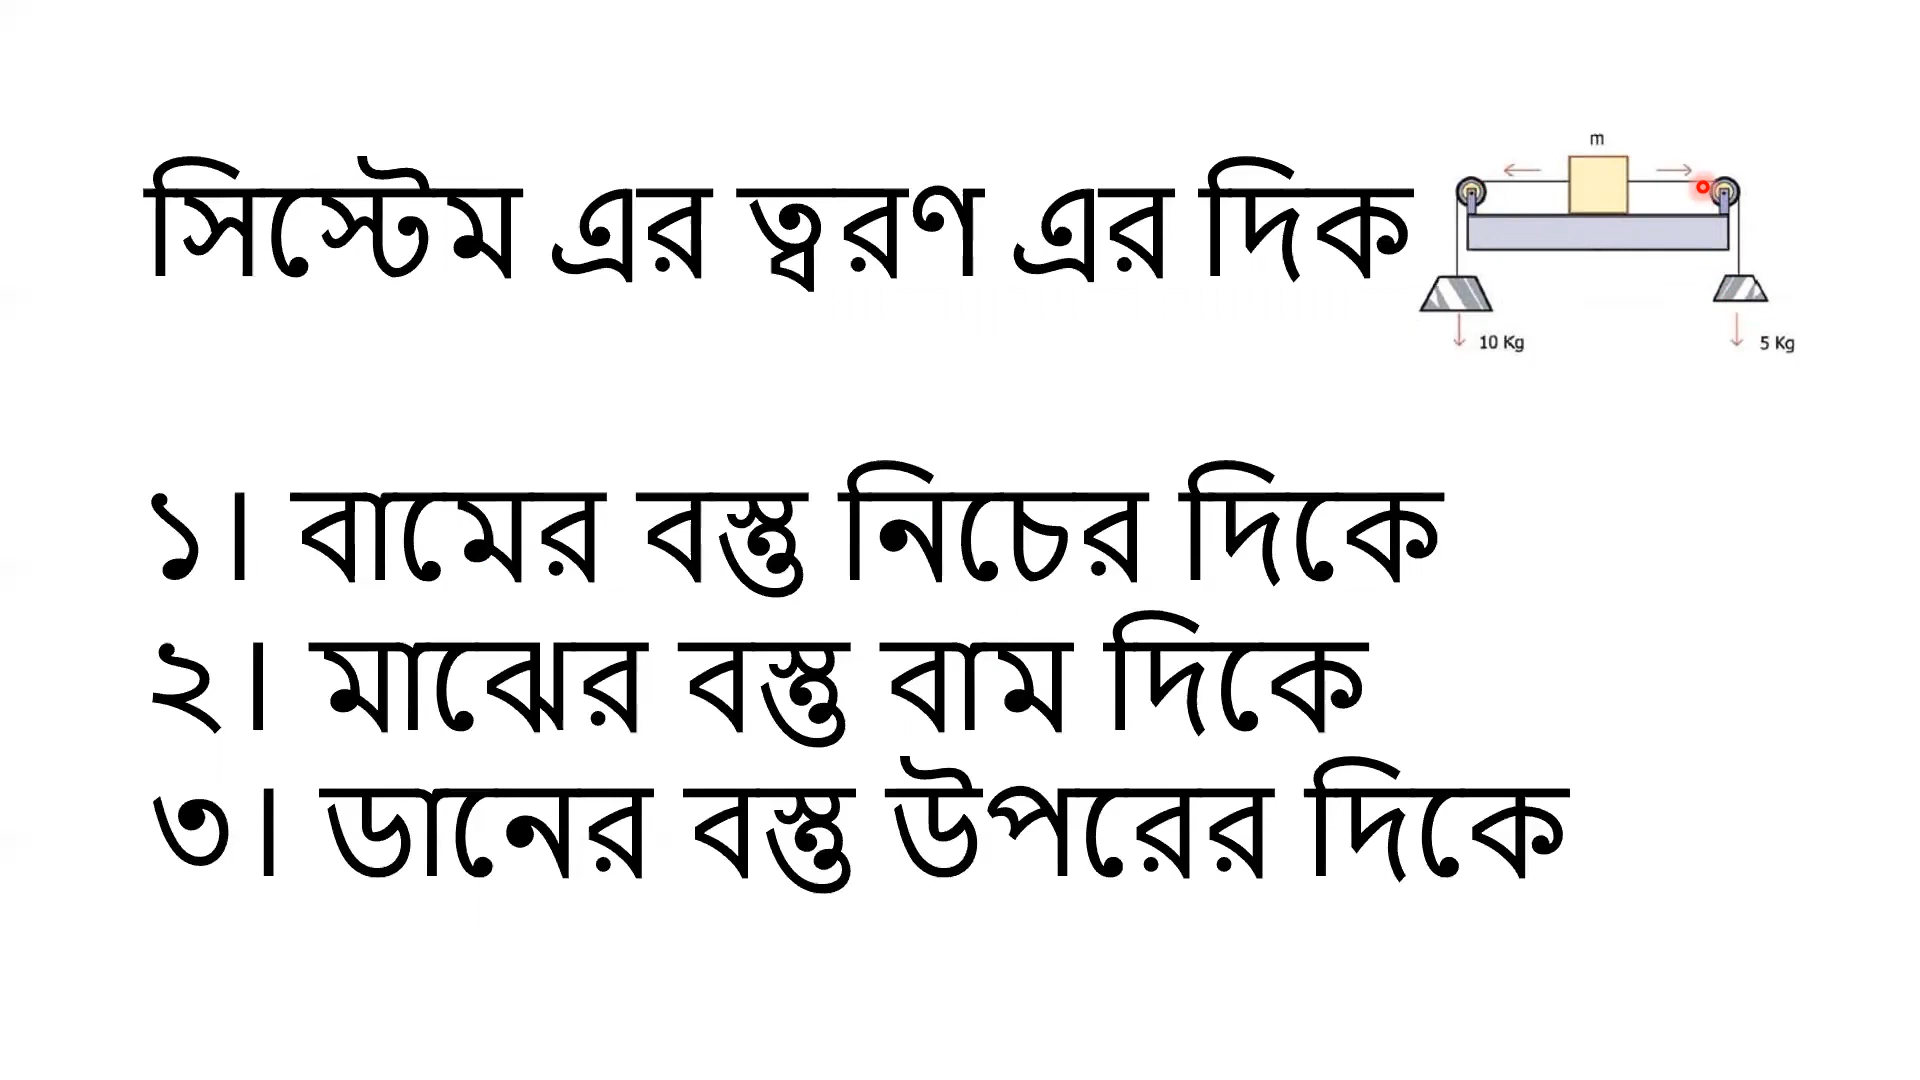 সিস্টেম এর ত্বরণ এর দিক
m
10 Kg
5 Kg
১। বামের বস্তু নিচের দিকে
২। মাঝের বস্তু বাম দিকে
৩। ডানের বস্তু উপরের দিকে